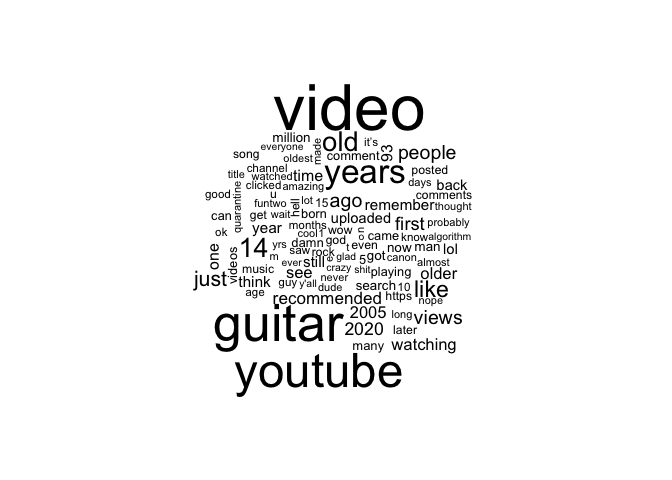 video
million old it's
everyone made
song oldest comment 93 people
channel
title watched time years posted
clicked amazing days back
good quarantine u comments
funtwo hell lot 15 ago remember thought
can get wait born uploaded first probably
ok year months wow
cool 1 god n o came know algorithm
one 14 yrs damn t even now man lol
videos m saw rock
music ever still e glad 5 got canon almost
just think see crazy shit playing older
guy y'all never search 10 like
age dude
recommended https nope
guitar 2005 long views
2020 later
many watching
youtube